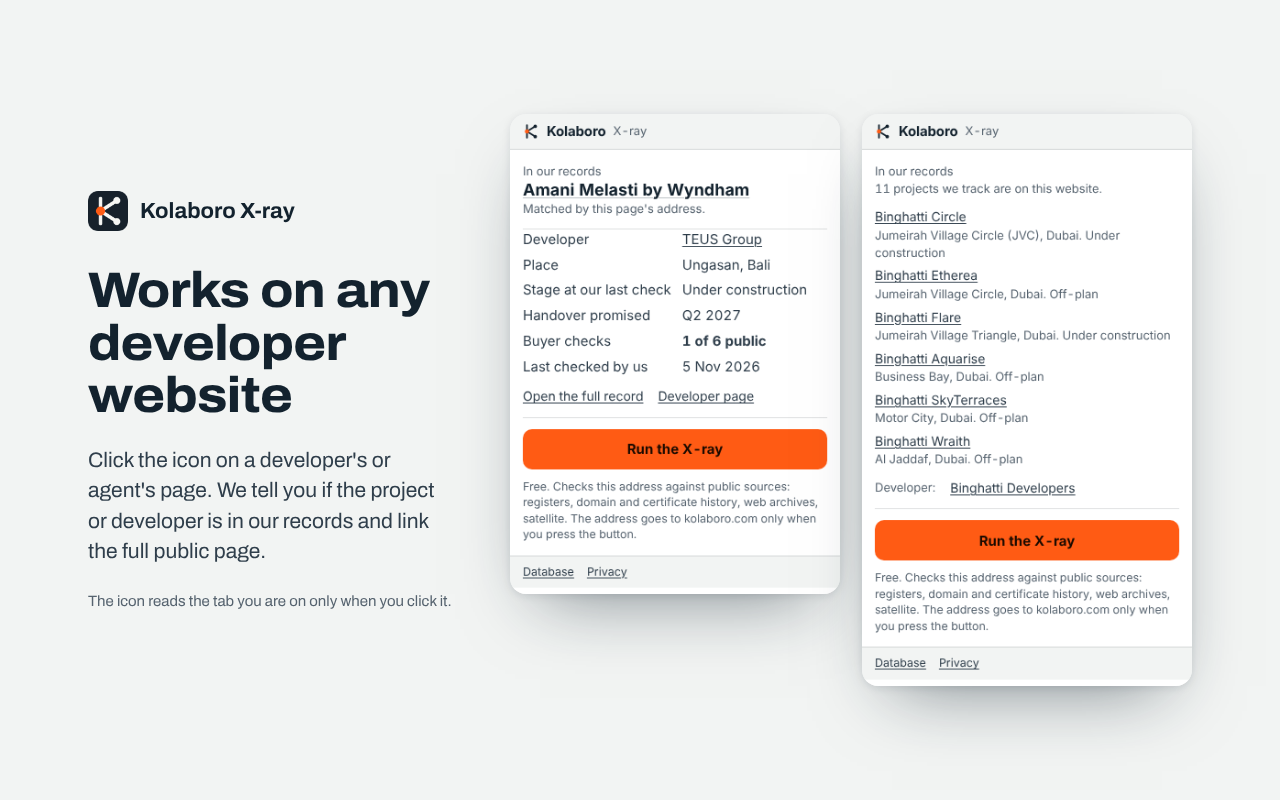 Kolaboro X-ray
Works on any
developer
website
Click the icon on a developer's or
agent's page. We tell you if the project
or developer is in our records and link
the full public page.
The icon reads the tab you are on only when you click it.
Kolaboro X-ray
In our records
Amani Melasti by Wyndham
Matched by this page's address.
Developer TEUS Group
Place Ungasan, Bali
Stage at our last check Under construction
Handover promised Q2 2027
Buyer checks 1 of 6 public
Last checked by us 5 Nov 2026
Open the full record Developer page
Run the X-ray
Free. Checks this address against public sources:
registers, domain and certificate history, web archives,
satellite. The address goes to kolaboro.com only when
you press the button.
Database Privacy
Kolaboro X-ray
In our records
11 projects we track are on this website.
Binghatti Circle
Jumeirah Village Circle (JVC), Dubai. Under
construction
Binghatti Etherea
Jumeirah Village Circle, Dubai. Off-plan
Binghatti Flare
Jumeirah Village Triangle, Dubai. Under construction
Binghatti Aquarise
Business Bay, Dubai. Off-plan
Binghatti SkyTerraces
Motor City, Dubai. Off-plan
Binghatti Wraith
Al Jaddaf, Dubai. Off-plan
Developer: Binghatti Developers
Run the X-ray
Free. Checks this address against public sources:
registers, domain and certificate history, web archives,
satellite. The address goes to kolaboro.com only when
you press the button.
Database Privacy